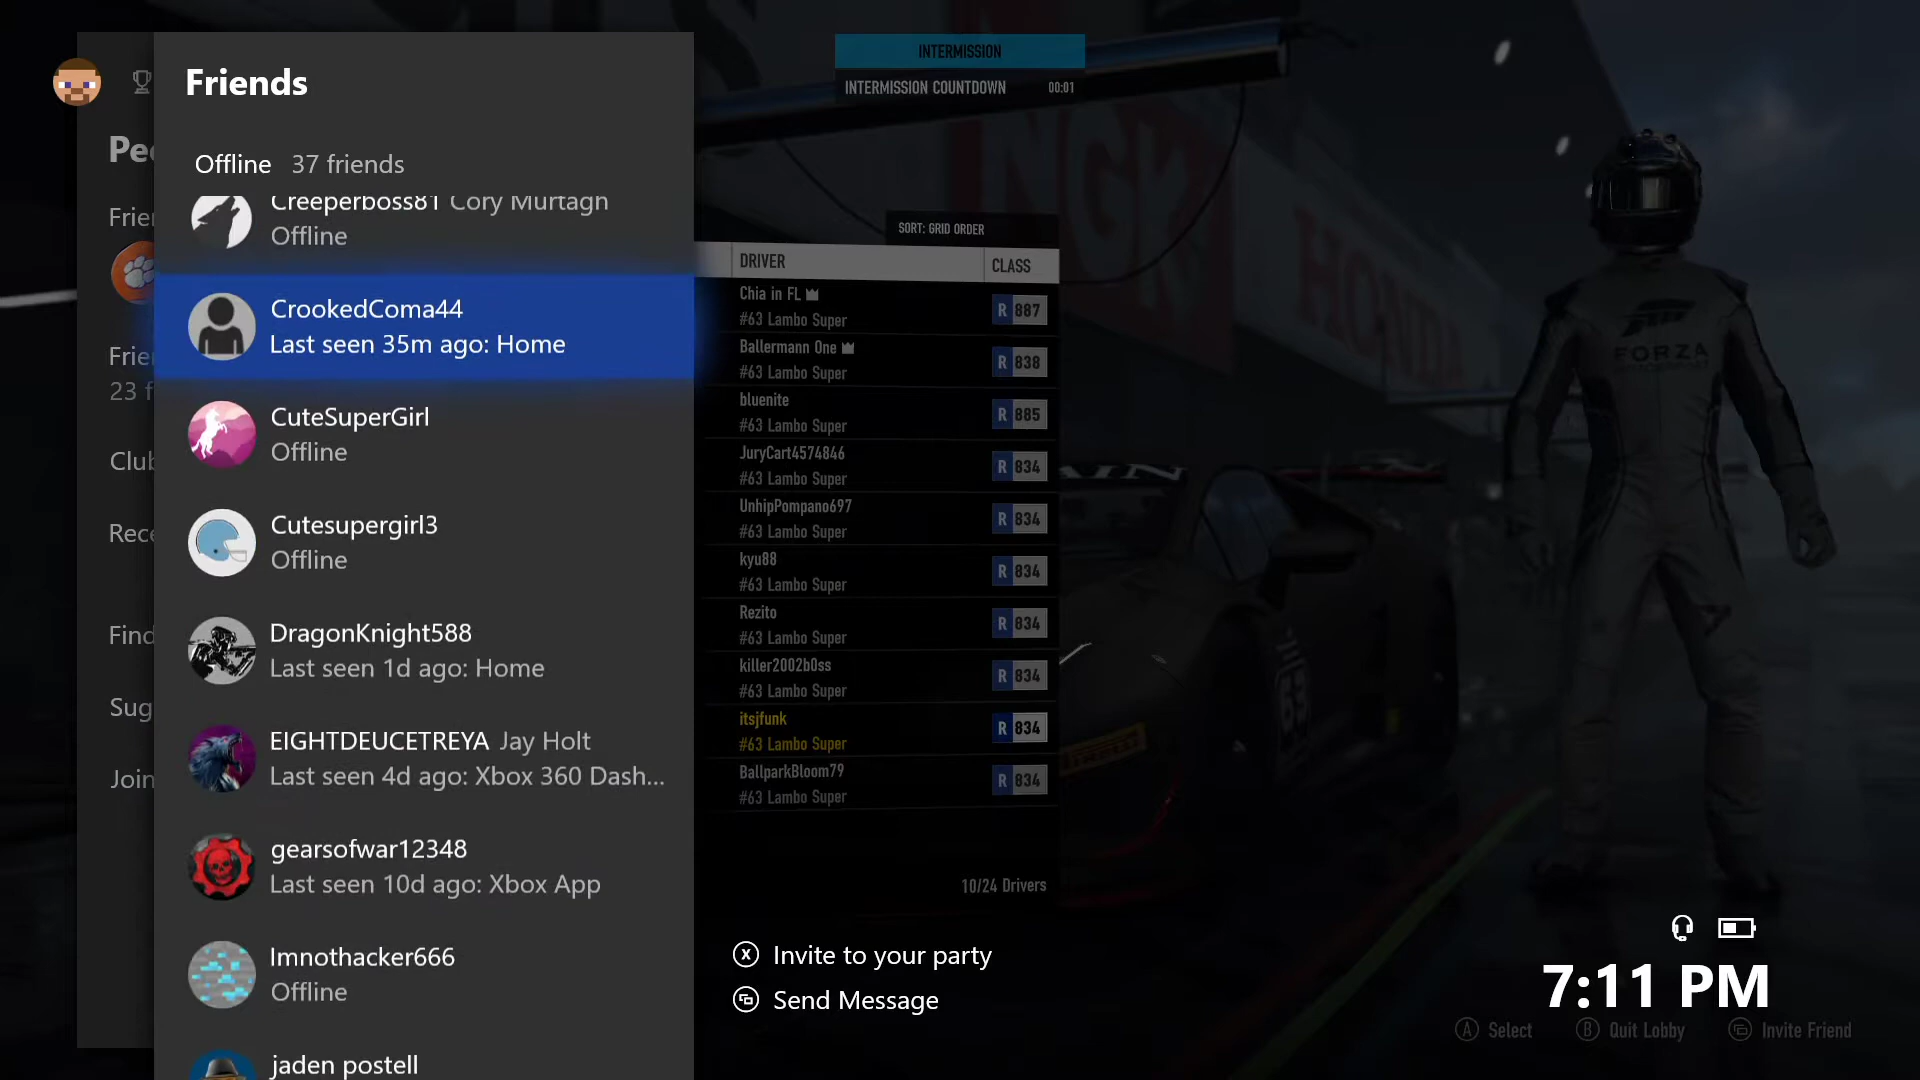 Friends
Offline 37 friends
Creeperboss81 Cory Murtagh
Offline
CrookedComa44
Last seen 35m ago: Home
CuteSuperGirl
Offline
Cutesupergirl3
Offline
DragonKnight588
Last seen 1d ago: Home
EIGHTDEUCETREYA Jay Holt
Last seen 4d ago: Xbox 360 Dash...
gearsofwar12348
Last seen 10d ago: Xbox App
Imnothacker666
Offline
jaden postell
INTERMISSION
INTERMISSION COUNTDOWN 00:01
SORT: GRID ORDER
DRIVER CLASS
Chia in FL
#63 Lambo Super
R 887
Ballermann One
#63 Lambo Super
R 838
bluenite
#63 Lambo Super
R 885
JuryCart4574846
#63 Lambo Super
R 834
UnhipPompano697
#63 Lambo Super
R 834
kyu88
#63 Lambo Super
R 834
Rezito
#63 Lambo Super
R 834
killer2002b0ss
#63 Lambo Super
R 834
itsjfunk
#63 Lambo Super
R 834
BallparkBloom79
#63 Lambo Super
R 834
10/24 Drivers
X Invite to your party
Send Message
NGK
HONDA
FORZA
63
PIRELLI
7:11 PM
A Select
B Quit Lobby
Invite Friend